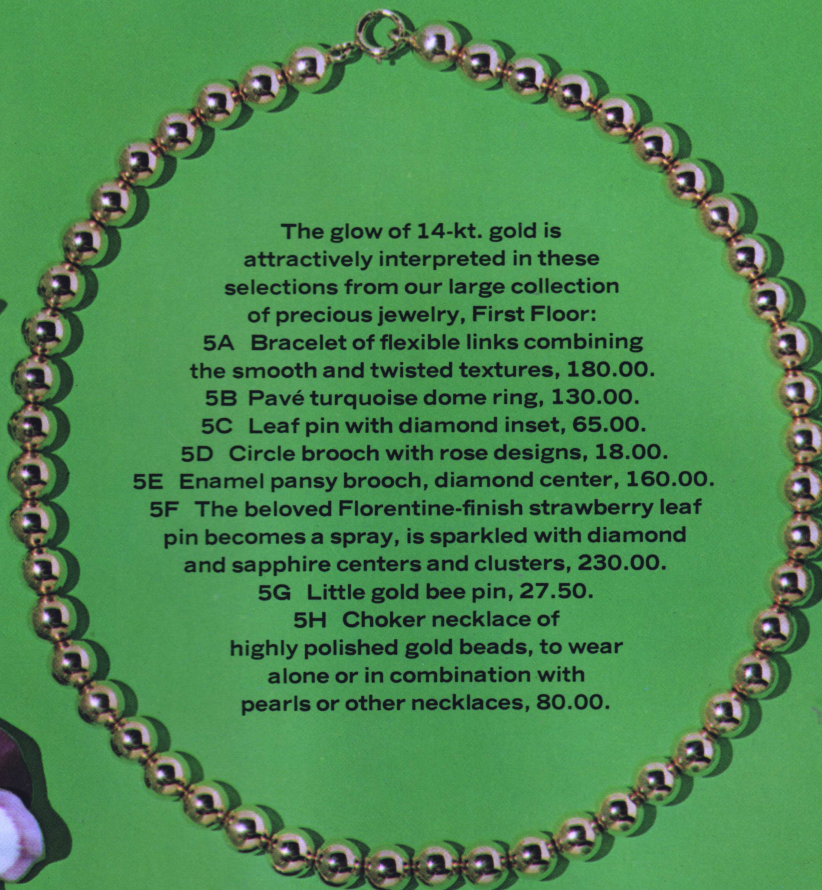 The glow of 14-kt. gold is
attractively interpreted in these
selections from our large collection
of precious jewelry, First Floor:
5A Bracelet of flexible links combining
the smooth and twisted textures, 180.00.
5B Pavé turquoise dome ring, 130.00.
5C Leaf pin with diamond inset, 65.00.
5D Circle brooch with rose designs, 18.00.
5E Enamel pansy brooch, diamond center, 160.00.
5F The beloved Florentine-finish strawberry leaf
pin becomes a spray, is sparkled with diamond
and sapphire centers and clusters, 230.00.
5G Little gold bee pin, 27.50.
5H Choker necklace of
highly polished gold beads, to wear
alone or in combination with
pearls or other necklaces, 80.00.